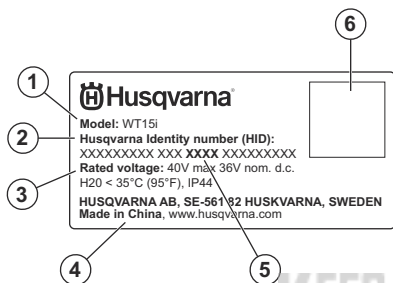 6
1
Husqvarna
Model: WT15i
2
Husqvarna Identity number (HID):
XXXXXXXXX XXX XXXX XXXXXXXXX
Rated voltage: 40V max 36V nom. d.c.
3
H20 < 35°C (95°F), IP44
HUSQVARNA AB, SE-561 82 HUSKVARNA, SWEDEN
Made in China, www.husqvarna.com
4
5